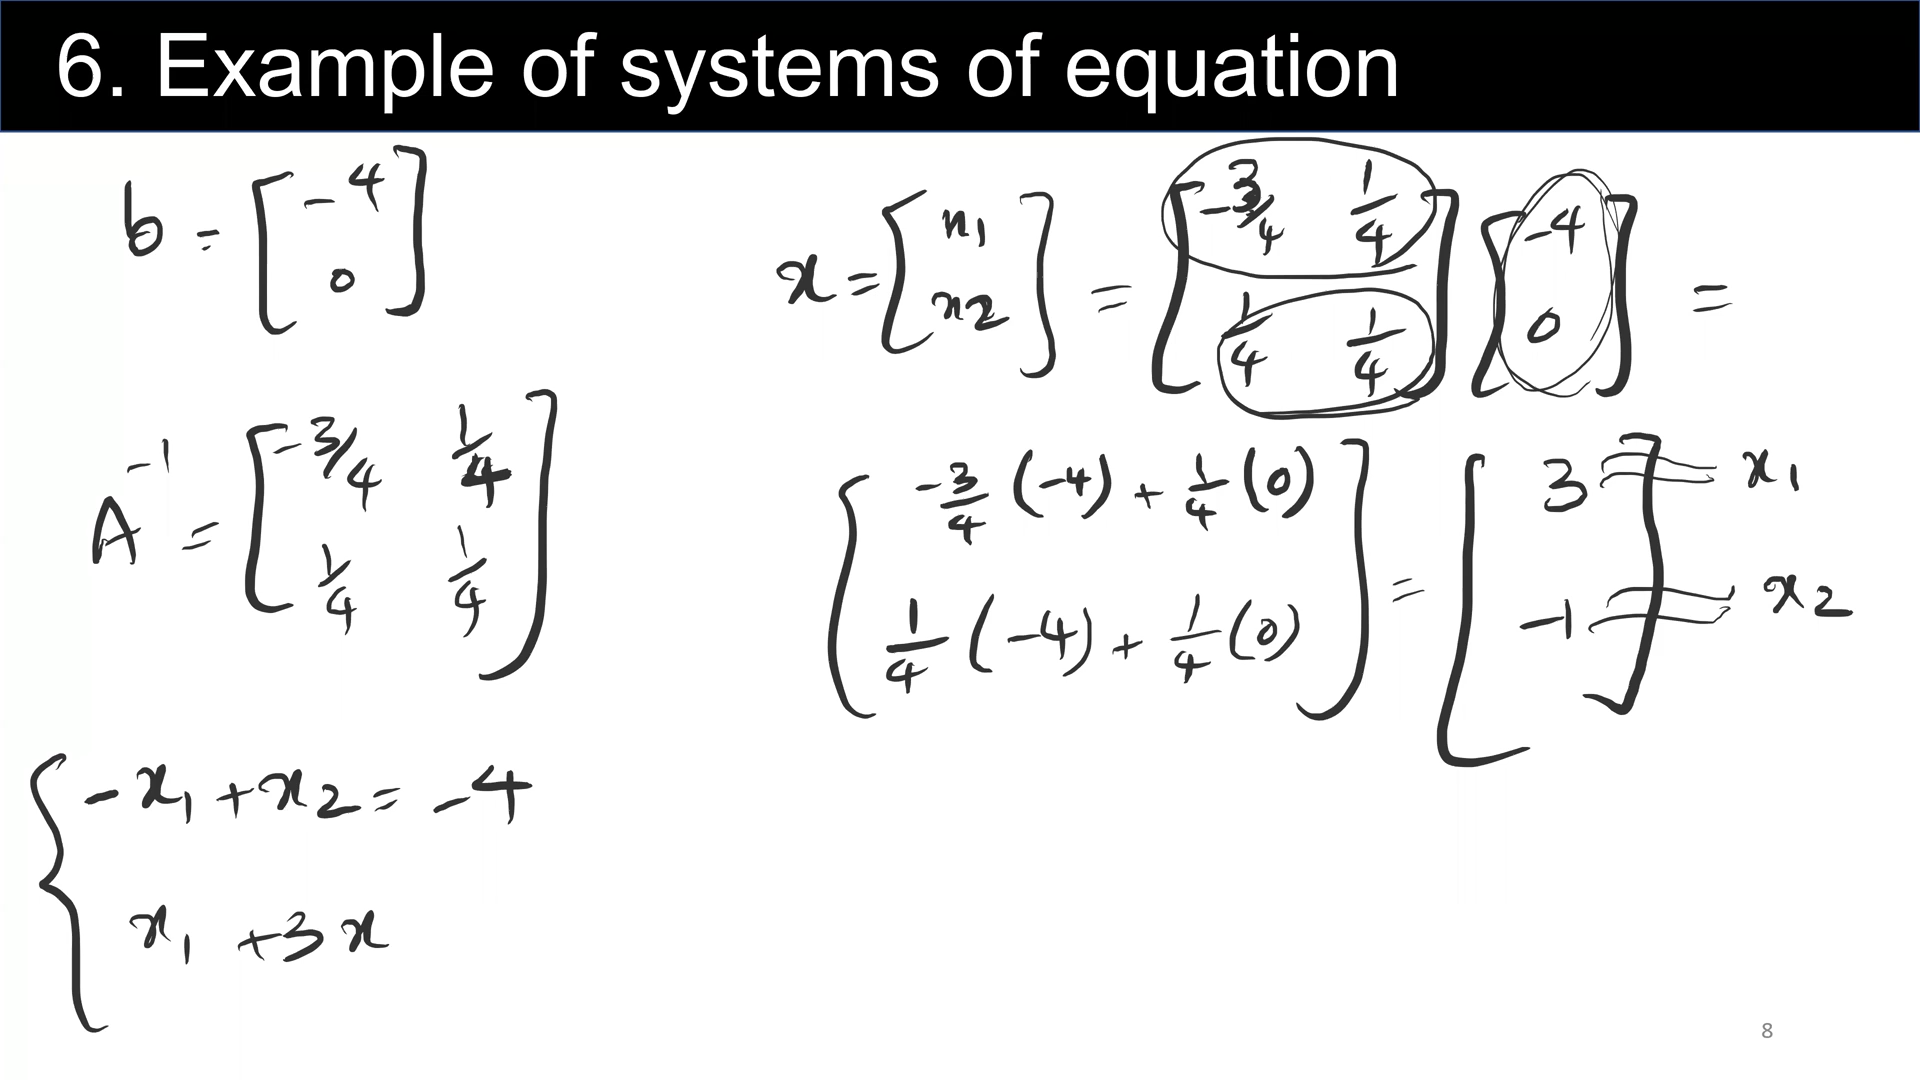 6. Example of systems of equation
b = [ -4
0 ]
A⁻¹ = [ -3/4 1/4
1/4 1/4 ]
{ -x1 + x2 = -4
x1 + 3x
x = [ x1
x2 ] = [ -3/4 1/4
1/4 1/4 ] [ -4
0 ] =
[ -3/4 (-4) + 1/4 (0)
1/4 (-4) + 1/4 (0) ] = [ 3
-1 ]
x1
x2
8